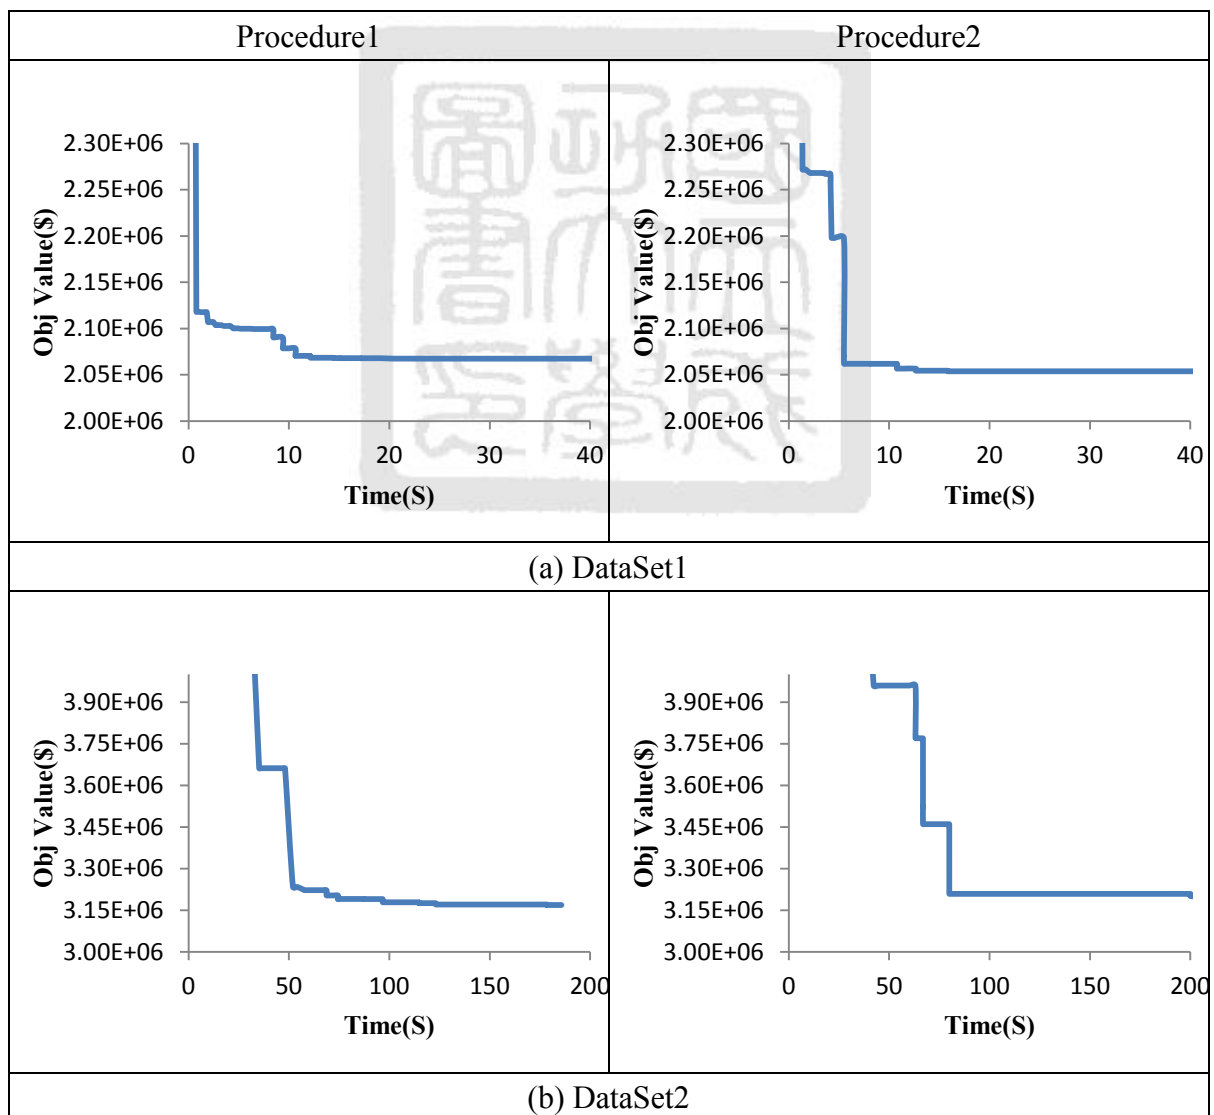 Procedure1 Procedure2
2.30E+06
2.25E+06
2.20E+06
2.15E+06
2.10E+06
2.05E+06
2.00E+06
0 10 20 30 40
Obj Value($)
Time(S)
2.30E+06
2.25E+06
2.20E+06
2.15E+06
2.10E+06
2.05E+06
2.00E+06
0 10 20 30 40
Obj Value($)
Time(S)
(a) DataSet1
3.90E+06
3.75E+06
3.60E+06
3.45E+06
3.30E+06
3.15E+06
3.00E+06
0 50 100 150 200
Obj Value($)
Time(S)
3.90E+06
3.75E+06
3.60E+06
3.45E+06
3.30E+06
3.15E+06
3.00E+06
0 50 100 150 200
Obj Value($)
Time(S)
(b) DataSet2